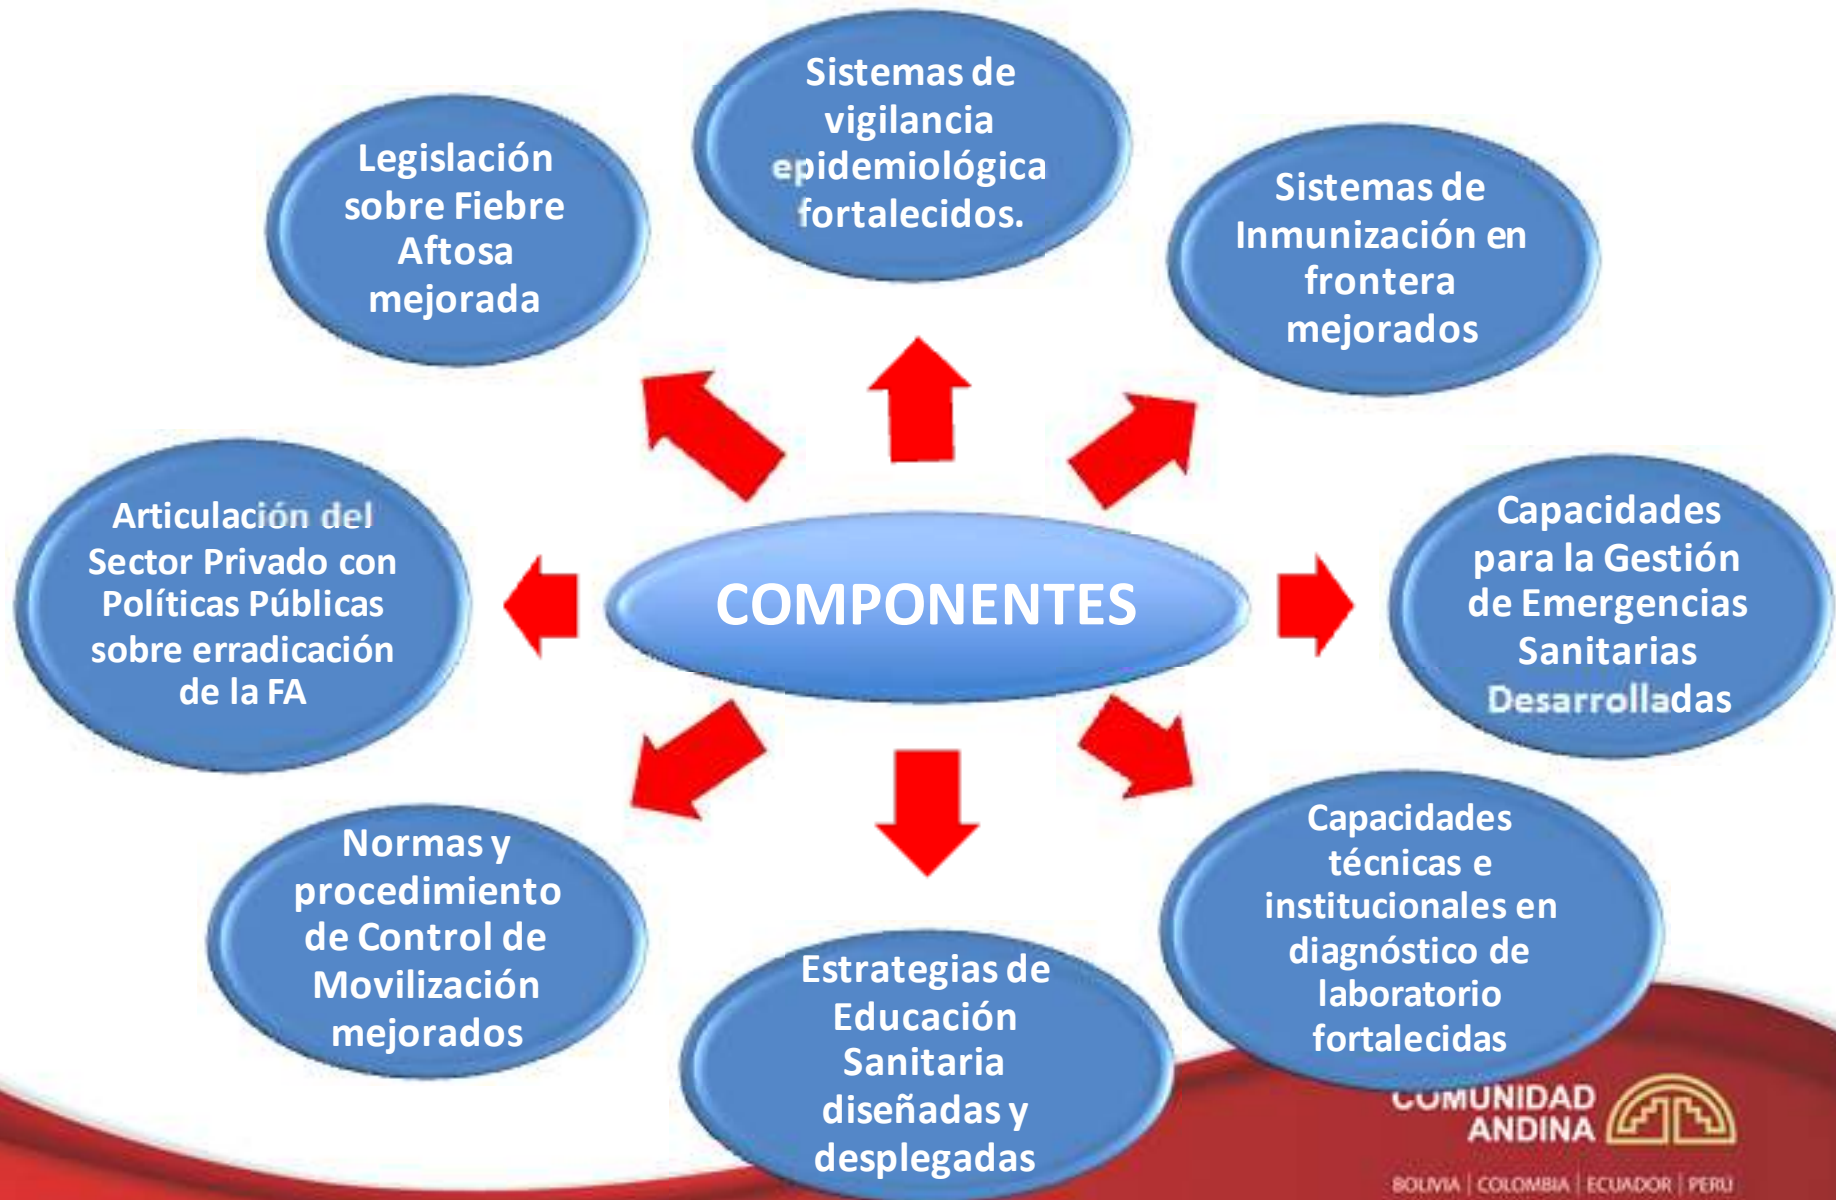 Sistemas de
vigilancia
epidemiológica
fortalecidos.
Legislación
sobre Fiebre
Aftosa
mejorada
Sistemas de
Inmunización en
frontera
mejorados
Articulación del
Sector Privado con
Políticas Públicas
sobre erradicación
de la FA
COMPONENTES
Capacidades
para la Gestión
de Emergencias
Sanitarias
Desarrolladas
Normas y
procedimiento
de Control de
Movilización
mejorados
Estrategias de
Educación
Sanitaria
diseñadas y
desplegadas
Capacidades
técnicas e
institucionales en
diagnóstico de
laboratorio
fortalecidas
COMUNIDAD
ANDINA
BOLIVIA | COLOMBIA | ECUADOR | PERU